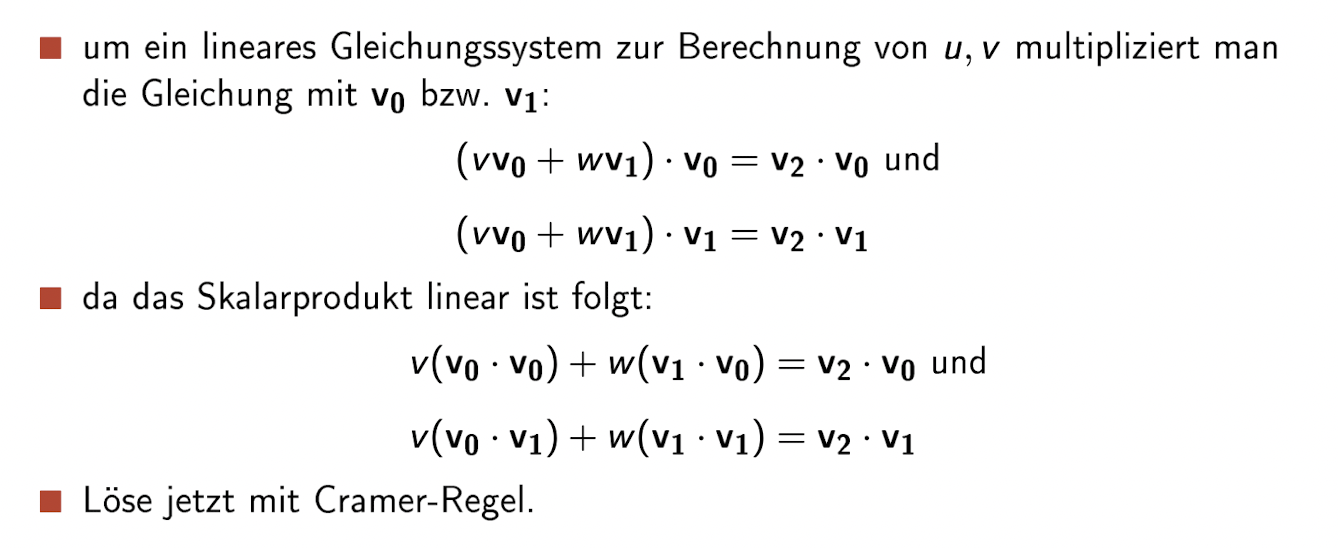 um ein lineares Gleichungssystem zur Berechnung von u, v multipliziert man
die Gleichung mit v₀ bzw. v₁:
(vv₀ + wv₁) · v₀ = v₂ · v₀ und
(vv₀ + wv₁) · v₁ = v₂ · v₁
da das Skalarprodukt linear ist folgt:
v(v₀ · v₀) + w(v₁ · v₀) = v₂ · v₀ und
v(v₀ · v₁) + w(v₁ · v₁) = v₂ · v₁
Löse jetzt mit Cramer-Regel.